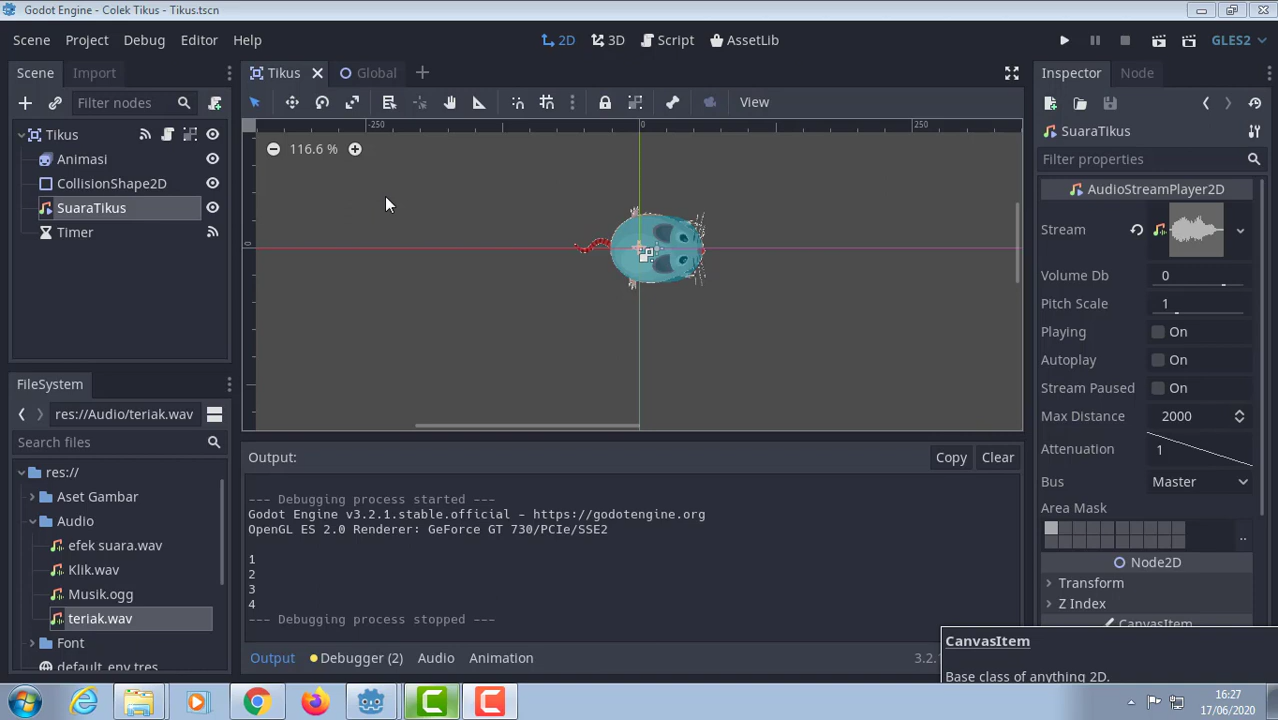 Godot Engine - Colek Tikus - Tikus.tscn
Scene Project Debug Editor Help
2D 3D Script AssetLib
GLES2
Scene Import
Filter nodes
Tikus
Animasi
CollisionShape2D
SuaraTikus
Timer
FileSystem
res://Audio/teriak.wav
Search files
res://
Aset Gambar
Audio
efek suara.wav
Klik.wav
Musik.ogg
teriak.wav
Font
default_env.tres
Tikus Global
View
-250 0 250
116.6 %
0
Output:
Copy Clear
--- Debugging process started ---
Godot Engine v3.2.1.stable.official - https://godotengine.org
OpenGL ES 2.0 Renderer: GeForce GT 730/PCIe/SSE2
1
2
3
4
--- Debugging process stopped ---
Output Debugger (2) Audio Animation
3.2.
Inspector Node
SuaraTikus
Filter properties
AudioStreamPlayer2D
Stream
Volume Db 0
Pitch Scale 1
Playing On
Autoplay On
Stream Paused On
Max Distance 2000
Attenuation 1
Bus Master
Area Mask
..
Node2D
Transform
Z Index
CanvasItem
CanvasItem
Base class of anything 2D.
16:27
17/06/2020